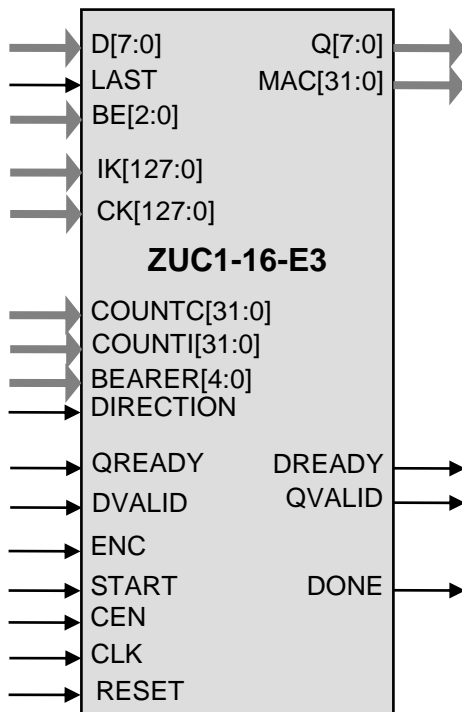 D[7:0] Q[7:0]
LAST MAC[31:0]
BE[2:0]
IK[127:0]
CK[127:0]
ZUC1-16-E3
COUNTC[31:0]
COUNTI[31:0]
BEARER[4:0]
DIRECTION
QREADY DREADY
DVALID QVALID
ENC
START DONE
CEN
CLK
RESET